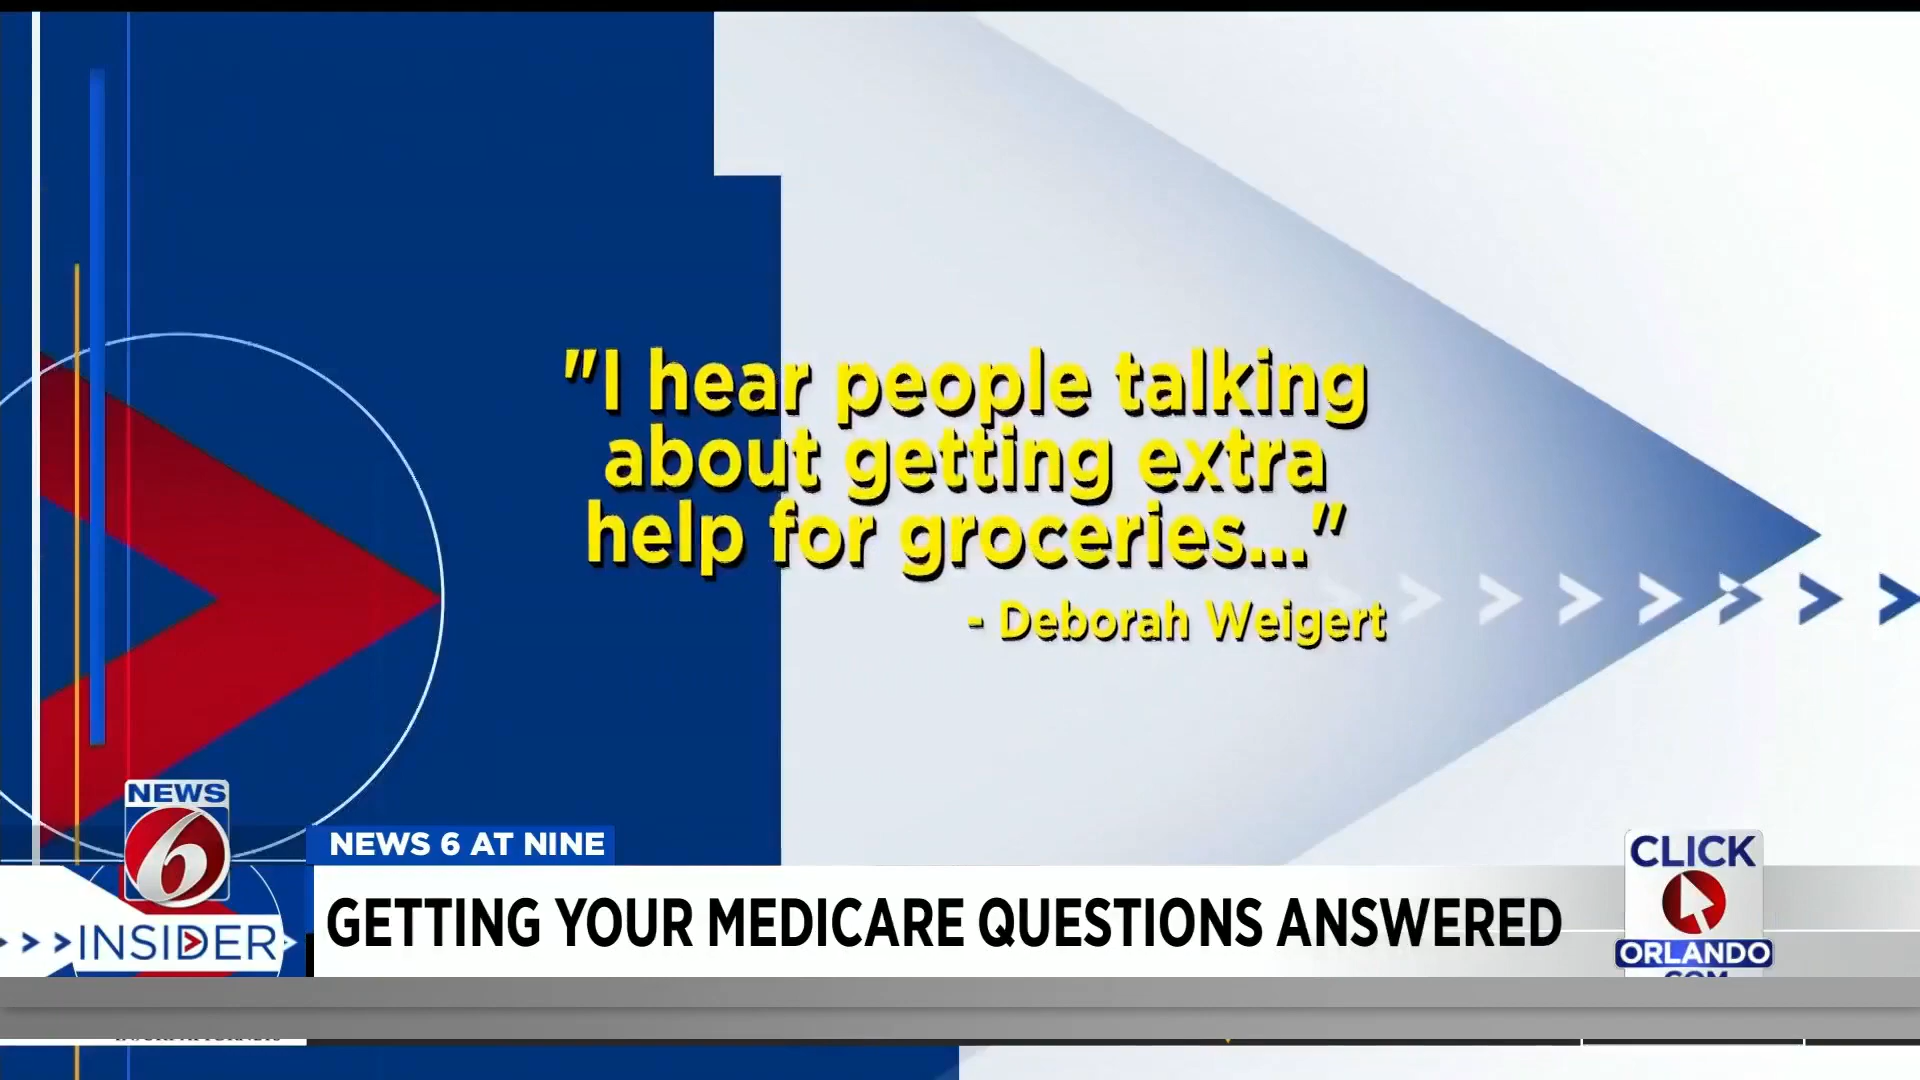 "I hear people talking
about getting extra
help for groceries..."
- Deborah Weigert
NEWS
6
INSIDER
NEWS 6 AT NINE
GETTING YOUR MEDICARE QUESTIONS ANSWERED
CLICK
ORLANDO
.COM